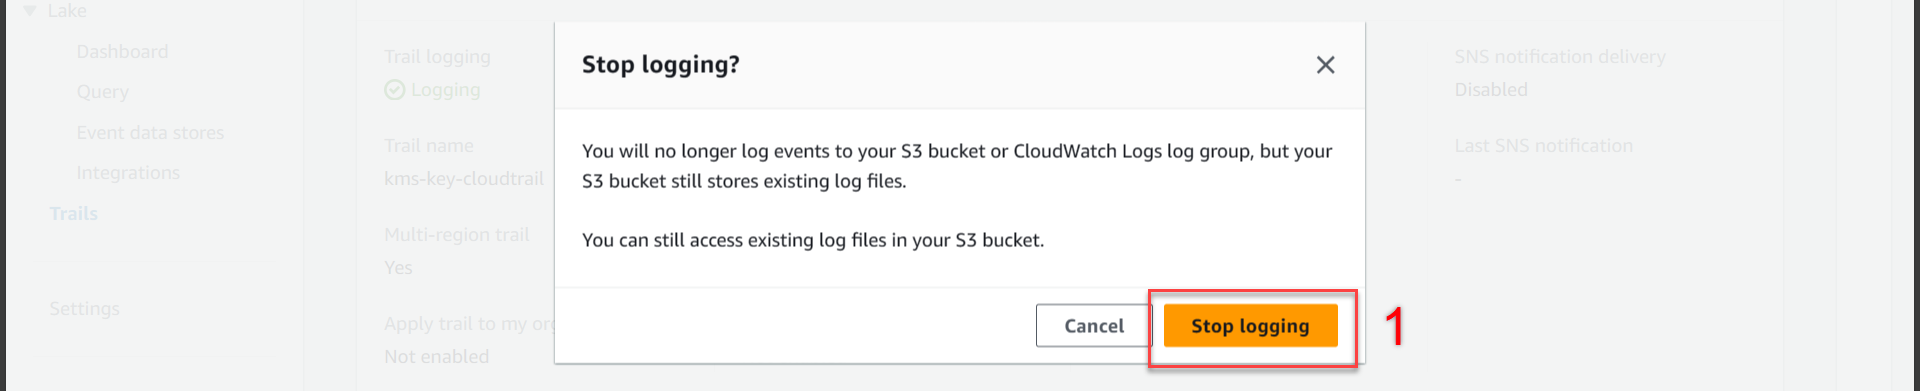 Lake
Dashboard
Query
Event data stores
Integrations
Trails
Settings
Trail logging
Logging
Trail name
kms-key-cloudtrail
Multi-region trail
Yes
Apply trail to my org
Not enabled
Stop logging?
You will no longer log events to your S3 bucket or CloudWatch Logs log group, but your
S3 bucket still stores existing log files.
You can still access existing log files in your S3 bucket.
Cancel
Stop logging
1
SNS notification delivery
Disabled
Last SNS notification
-